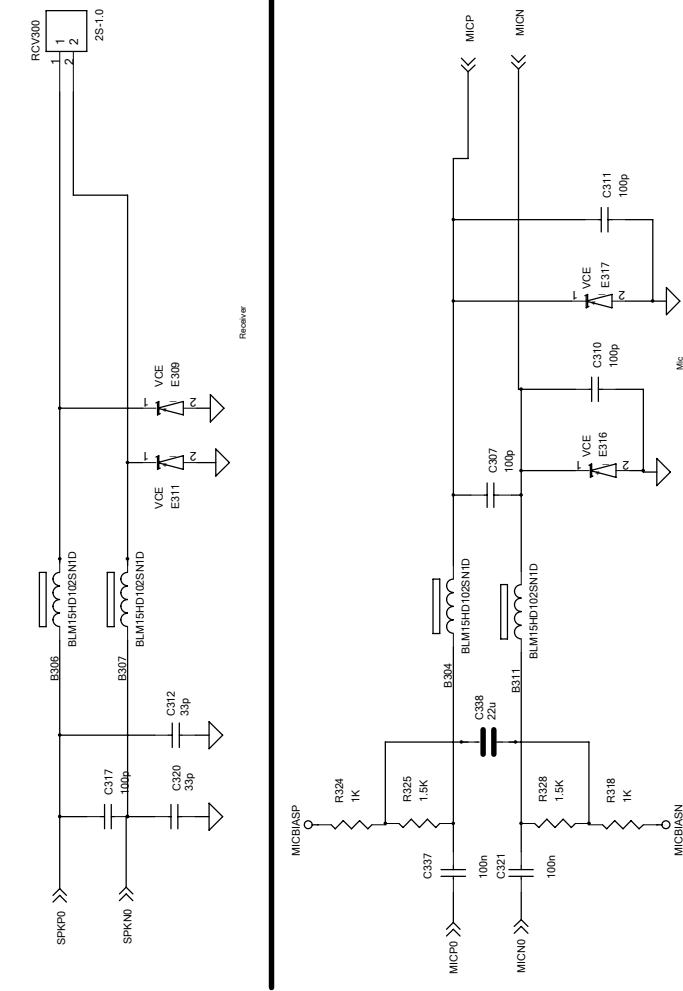 RCV300
2S-1.0
1
2
1
2
VCE
E309
1
2
VCE
E311
1
2
Receiver
B306
BLM15HD102SN1D
B307
BLM15HD102SN1D
C312
33p
C317
100p
C320
33p
SPKP0
SPKN0
MICP
MICN
C311
100p
VCE
E317
1
2
C310
100p
VCE
E316
1
2
Mic
C307
100p
B304
BLM15HD102SN1D
B311
BLM15HD102SN1D
C338
22u
MICBIASP
R324
1K
R325
1.5K
R328
1.5K
R318
1K
MICBIASN
C337
100n
C321
100n
MICP0
MICN0